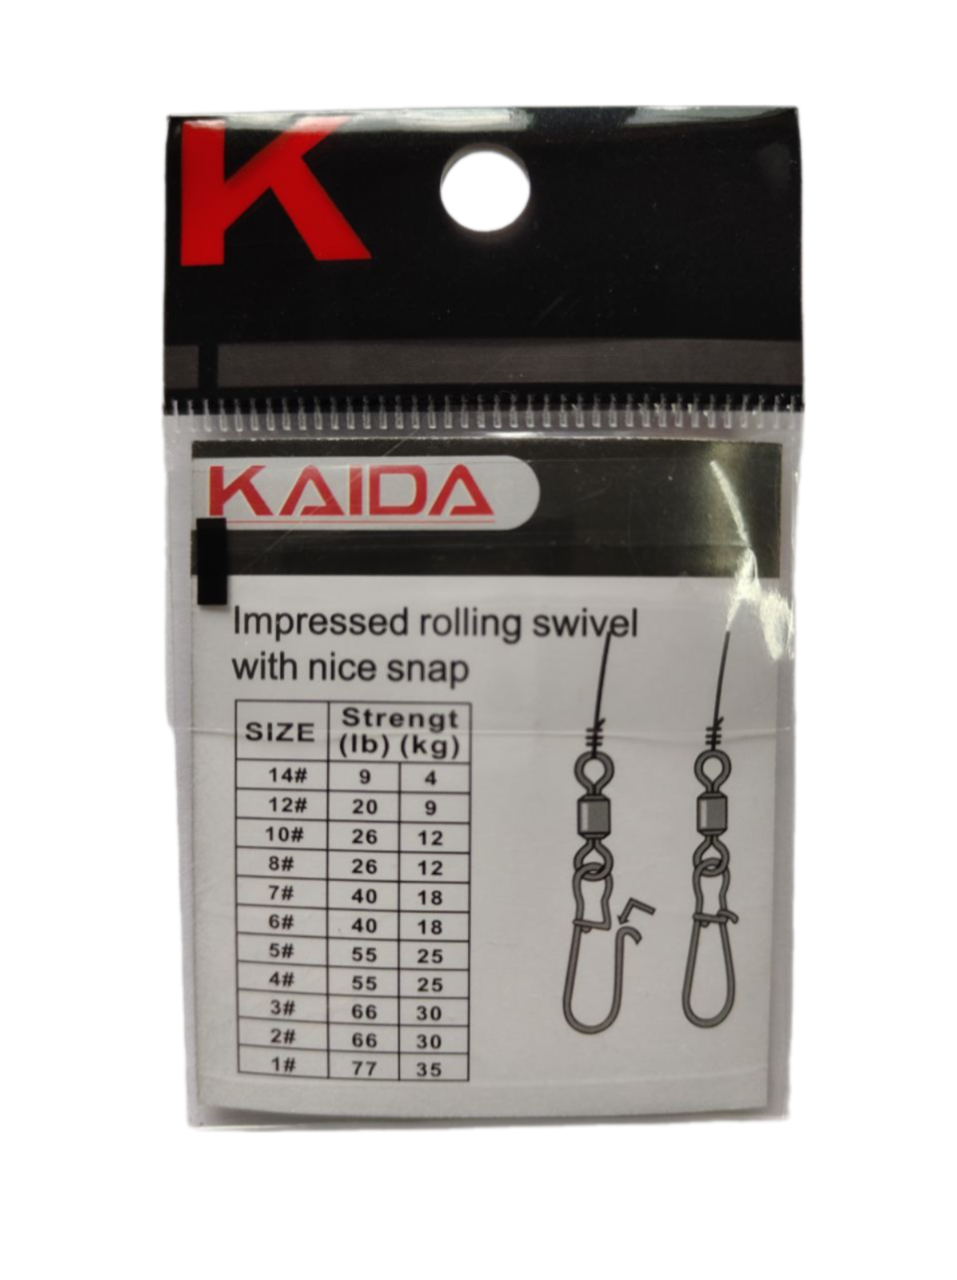 K
KAIDA
Impressed rolling swivel
with nice snap
SIZE Strengt
(lb) (kg)
14# 9 4
12# 20 9
10# 26 12
8# 26 12
7# 40 18
6# 40 18
5# 55 25
4# 55 25
3# 66 30
2# 66 30
1# 77 35